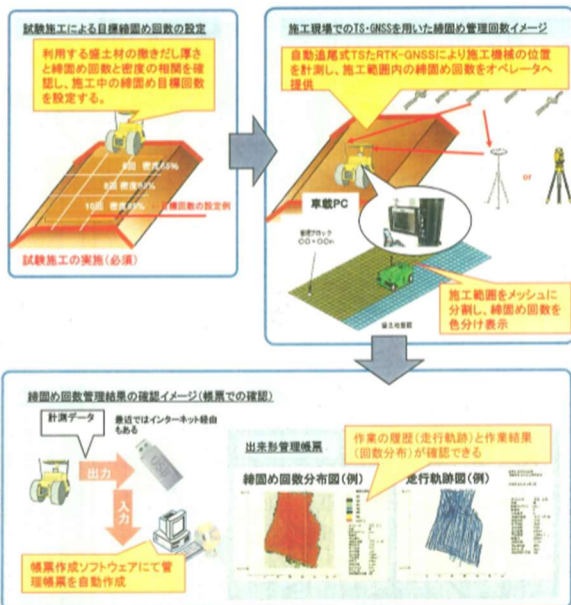 試験施工による目標締固め回数の設定
利用する盛土材の撒きだし厚さ
と締固め回数と密度の相関を確
認し、施工中の締固め目標回数
を設定する。
8回
10回
目標回数の設定例
試験施工の実施(必須)
施工現場でのTS・GNSSを用いた締固め管理回数イメージ
自動追尾式TSたRTK-GNSSにより施工機械の位置
を計測し、施工範囲内の締固め回数をオペレータへ
提供
or
車載PC
管理ブロック
○○×○○m
施工範囲をメッシュに
分割し、締固め回数を
色分け表示
締固め回数管理結果の確認イメージ(帳票での確認)
計測データ
最近ではインターネット経由
もある
出力
入力
帳票作成ソフトウェアにて管
理帳票を自動作成
出来形管理帳票
作業の履歴(走行軌跡)と作業結果
(回数分布)が確認できる
締固め回数分布図(例)
走行軌跡図(例)